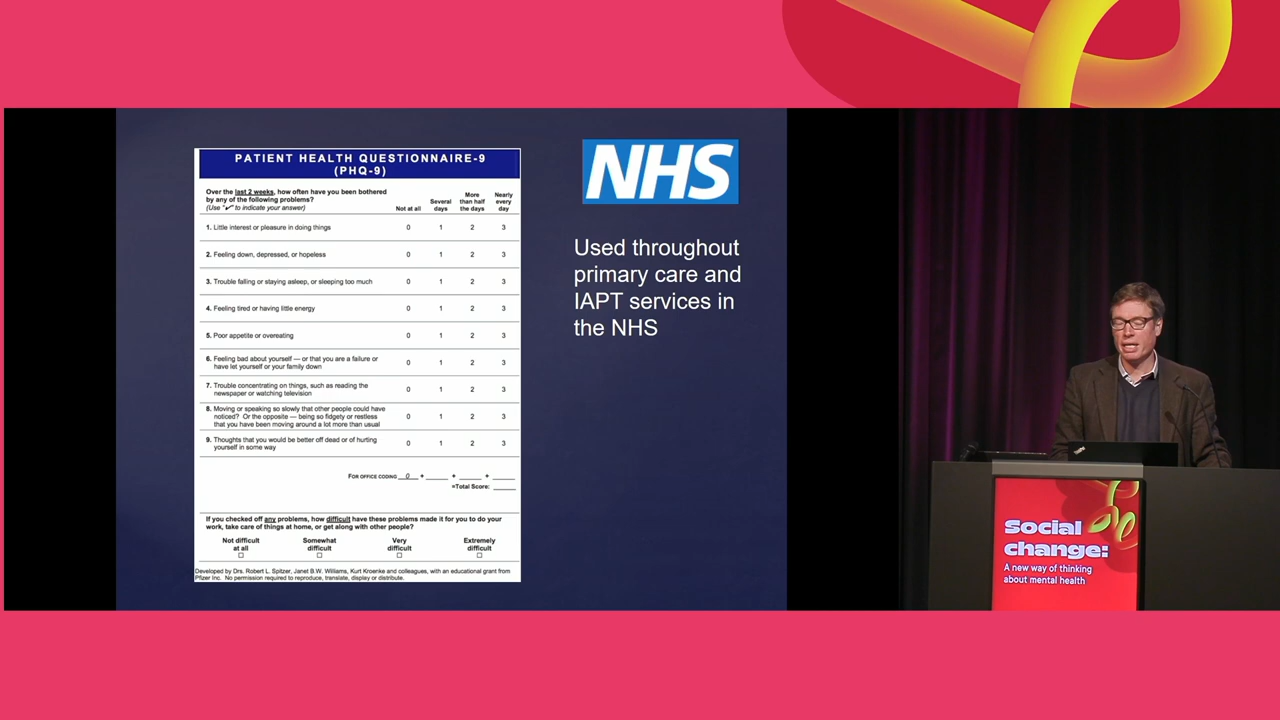 PATIENT HEALTH QUESTIONNAIRE-9
(PHQ-9)
Over the last 2 weeks, how often have you been bothered
by any of the following problems?
(Use "✔" to indicate your answer)
Not at all
Several
days
More
than half
the days
Nearly
every
day
1. Little interest or pleasure in doing things 0 1 2 3
2. Feeling down, depressed, or hopeless 0 1 2 3
3. Trouble falling or staying asleep, or sleeping too much 0 1 2 3
4. Feeling tired or having little energy 0 1 2 3
5. Poor appetite or overeating 0 1 2 3
6. Feeling bad about yourself — or that you are a failure or
have let yourself or your family down 0 1 2 3
7. Trouble concentrating on things, such as reading the
newspaper or watching television 0 1 2 3
8. Moving or speaking so slowly that other people could have
noticed? Or the opposite — being so fidgety or restless
that you have been moving around a lot more than usual 0 1 2 3
9. Thoughts that you would be better off dead or of hurting
yourself in some way 0 1 2 3
FOR OFFICE CODING 0 + ______ + ______ + ______
=Total Score: ______
If you checked off any problems, how difficult have these problems made it for you to do your
work, take care of things at home, or get along with other people?
Not difficult
at all
☐
Somewhat
difficult
☐
Very
difficult
☐
Extremely
difficult
☐
Developed by Drs. Robert L. Spitzer, Janet B.W. Williams, Kurt Kroenke and colleagues, with an educational grant from
Pfizer Inc. No permission required to reproduce, translate, display or distribute.
NHS
Used throughout
primary care and
IAPT services in
the NHS
Social
change:
A new way of thinking
about mental health